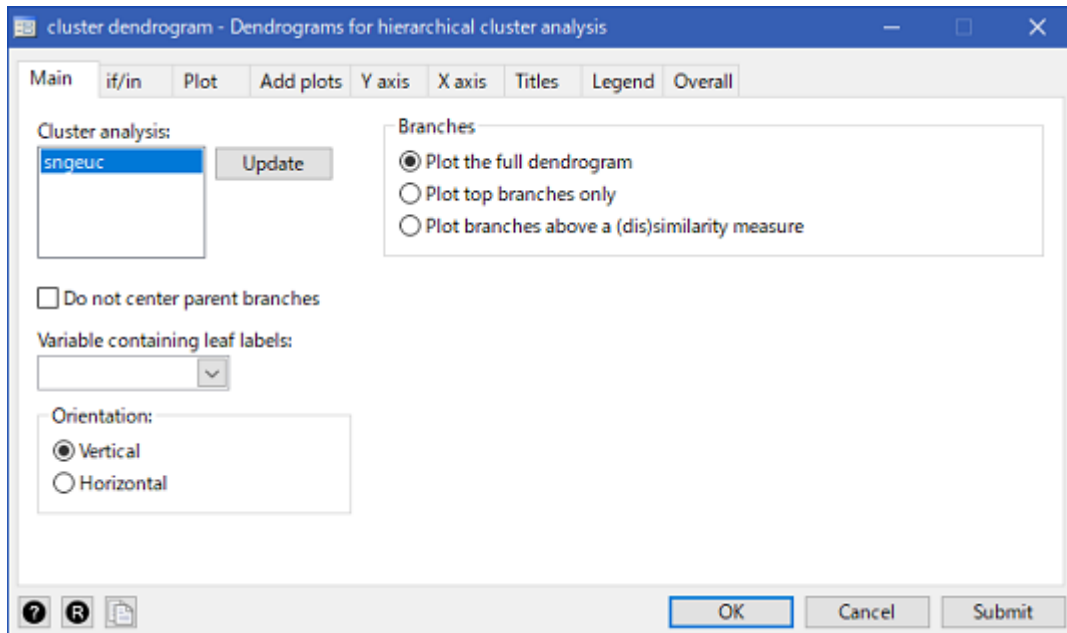 cluster dendrogram - Dendrograms for hierarchical cluster analysis
Main if/in Plot Add plots Y axis X axis Titles Legend Overall
Cluster analysis:
sngeuc
Update
Branches
Plot the full dendrogram
Plot top branches only
Plot branches above a (dis)similarity measure
Do not center parent branches
Variable containing leaf labels:
Orientation:
Vertical
Horizontal
? R
OK Cancel Submit